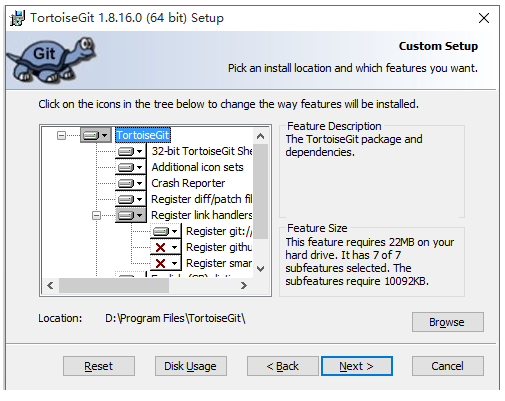 TortoiseGit 1.8.16.0 (64 bit) Setup
Git
Custom Setup
Pick an install location and which features you want.
Click on the icons in the tree below to change the way features will be installed.
TortoiseGit
32-bit TortoiseGit She
Additional icon sets
Crash Reporter
Register diff/patch fil
Register link handlers
Register git://
Register githu
Register smar
Feature Description
The TortoiseGit package and
dependencies.
Feature Size
This feature requires 22MB on your
hard drive. It has 7 of 7
subfeatures selected. The
subfeatures require 10092KB.
Location: D:\Program Files\TortoiseGit\
Browse
Reset Disk Usage < Back Next > Cancel